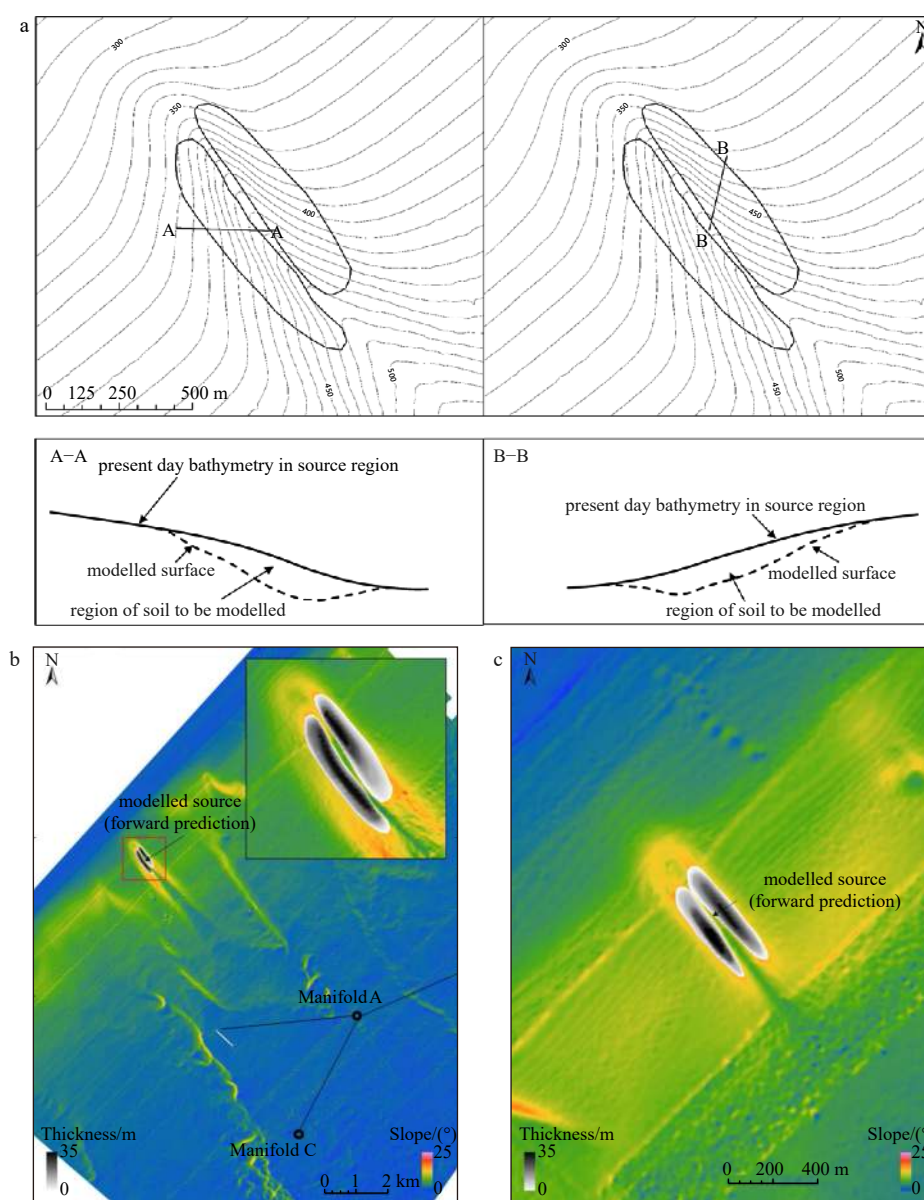 a
N
300
350
400
450
500
A
A
0 125 250 500 m
300
350
450
450
500
B
B
A−A
present day bathymetry in source region
modelled surface
region of soil to be modelled
B−B
present day bathymetry in source region
modelled surface
region of soil to be modelled
b
N
modelled source
(forward prediction)
Manifold A
Manifold C
Thickness/m
35
0
0 1 2 km
Slope/(°)
25
0
c
N
modelled source
(forward prediction)
Thickness/m
35
0
0 200 400 m
Slope/(°)
25
0